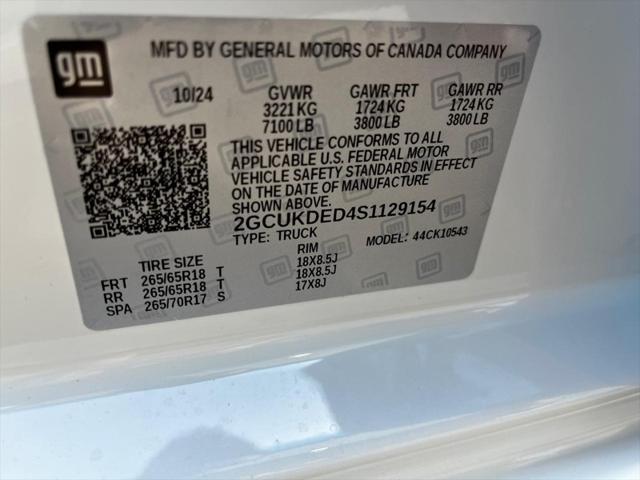 gm
MFD BY GENERAL MOTORS OF CANADA COMPANY
10/24 GVWR GAWR FRT GAWR RR
3221 KG 1724 KG 1724 KG
7100 LB 3800 LB 3800 LB
THIS VEHICLE CONFORMS TO ALL
APPLICABLE U.S. FEDERAL MOTOR
VEHICLE SAFETY STANDARDS IN EFFECT
ON THE DATE OF MANUFACTURE
SHOWN ABOVE.
2GCUKDED4S1129154
TYPE: TRUCK MODEL: 44CK10543
TIRE SIZE RIM
FRT 265/65R18 T 18X8.5J
RR 265/65R18 T 18X8.5J
SPA 265/70R17 S 17X8J